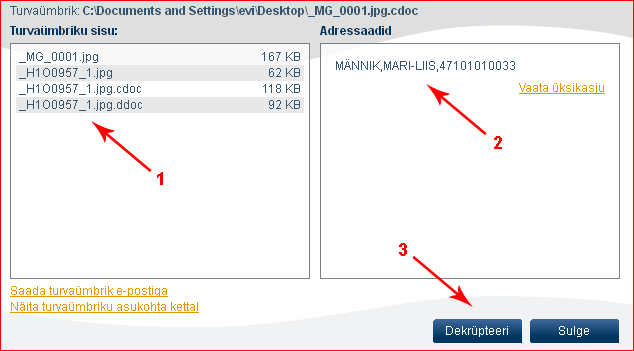 Turvaümbrik: C:\Documents and Settings\evi\Desktop\_MG_0001.jpg.cdoc
Turvaümbriku sisu:
_MG_0001.jpg 167 KB
_H1O0957_1.jpg 62 KB
_H1O0957_1.jpg.cdoc 118 KB
_H1O0957_1.jpg.ddoc 92 KB
1
Adressaadid
MÄNNIK,MARI-LIIS,47101010033
Vaata üksikasju
2
Saada turvaümbrik e-postiga
Näita turvaümbriku asukohta kettal
3
Dekrüpteeri Sulge